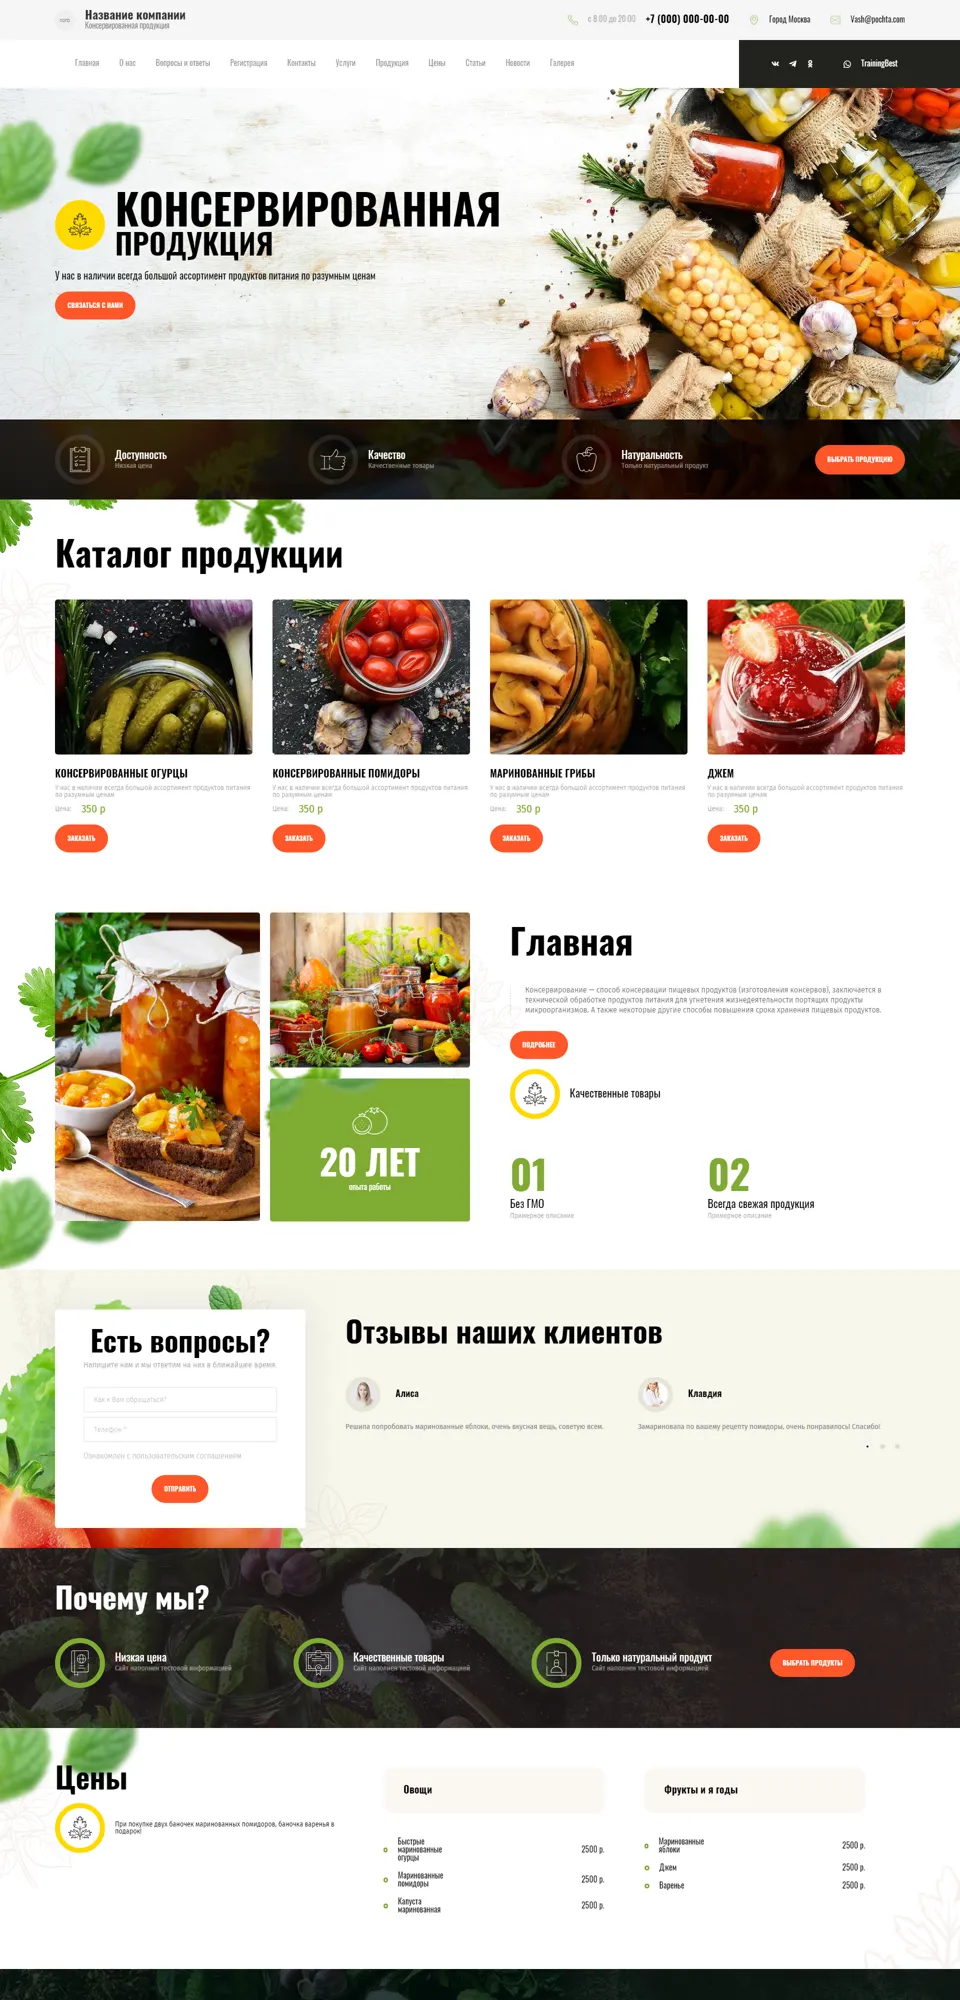 Название компании
Консервированная продукция
с 8:00 до 20:00
+7 (000) 000-00-00
Город Москва
Vash@pochta.com
Главная
О нас
Вопросы и ответы
Регистрация
Контакты
Услуги
Продукция
Цены
Статьи
Новости
Галерея
TrainingBest
КОНСЕРВИРОВАННАЯ
ПРОДУКЦИЯ
У нас в наличии всегда большой ассортимент продуктов питания по разумным ценам
СВЯЗАТЬСЯ С НАМИ
Доступность
Низкая цена
Качество
Качественные товары
Натуральность
Только натуральный продукт
ВЫБРАТЬ ПРОДУКЦИЮ
Каталог продукции
КОНСЕРВИРОВАННЫЕ ОГУРЦЫ
У нас в наличии всегда большой ассортимент продуктов питания
по разумным ценам
Цена:
350 р
ЗАКАЗАТЬ
КОНСЕРВИРОВАННЫЕ ПОМИДОРЫ
У нас в наличии всегда большой ассортимент продуктов питания
по разумным ценам
Цена:
350 р
ЗАКАЗАТЬ
МАРИНОВАННЫЕ ГРИБЫ
У нас в наличии всегда большой ассортимент продуктов питания
по разумным ценам
Цена:
350 р
ЗАКАЗАТЬ
ДЖЕМ
У нас в наличии всегда большой ассортимент продуктов питания
по разумным ценам
Цена:
350 р
ЗАКАЗАТЬ
20 ЛЕТ
опыта работы
Главная
Консервирование — способ консервации пищевых продуктов (изготовления консервов), заключается в
технической обработке продуктов питания для угнетения жизнедеятельности портящих продукты
микроорганизмов. А также некоторые другие способы повышения срока хранения пищевых продуктов.
ПОДРОБНЕЕ
Качественные товары
01
Без ГМО
Примерное описание
02
Всегда свежая продукция
Примерное описание
Есть вопросы?
Напишите нам и мы ответим на них в ближайшее время.
Как к Вам обращаться?
Телефон *
Ознакомлен с пользовательским соглашением
ОТПРАВИТЬ
Отзывы наших клиентов
Алиса
Решила попробовать маринованные яблоки, очень вкусная вещь, советую всем.
Клавдия
Замариновала по вашему рецепту помидоры, очень понравилось! Спасибо!
Почему мы?
Низкая цена
Сайт наполнен тестовой информацией
Качественные товары
Сайт наполнен тестовой информацией
Только натуральный продукт
Сайт наполнен тестовой информацией
ВЫБРАТЬ ПРОДУКТЫ
Цены
При покупке двух баночек маринованных помидоров, баночка варенья в
подарок!
Овощи
Быстрые
маринованные
огурцы
2500 р.
Маринованные
помидоры
2500 р.
Капуста
маринованная
2500 р.
Фрукты и я годы
Маринованные
яблоки
2500 р.
Джем
2500 р.
Варенье
2500 р.